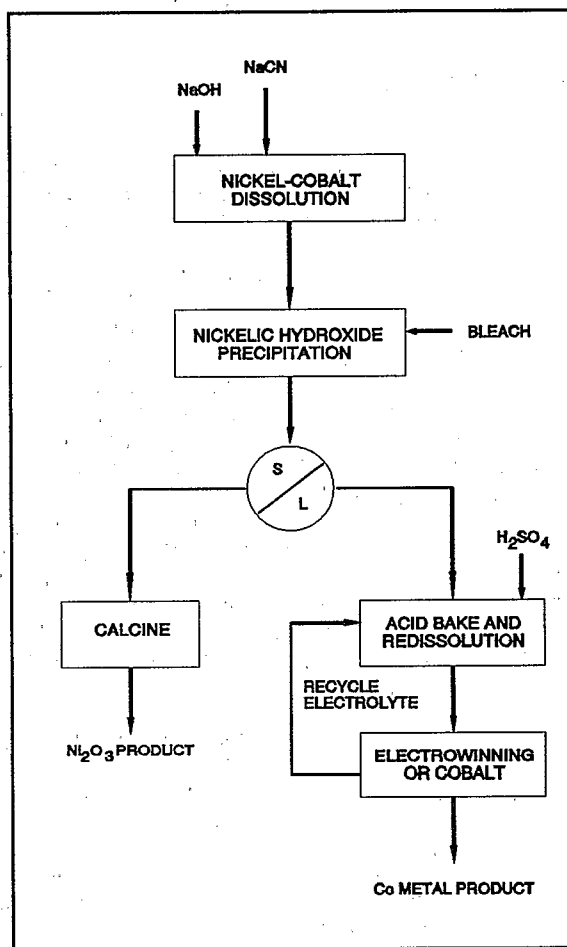 NaCN
NaOH
NICKEL-COBALT
DISSOLUTION
NICKELIC HYDROXIDE
PRECIPITATION
BLEACH
S
L
H₂SO₄
CALCINE
ACID BAKE AND
REDISSOLUTION
RECYCLE
ELECTROLYTE
Ni₂O₃ PRODUCT
ELECTROWINNING
OR COBALT
Co METAL PRODUCT